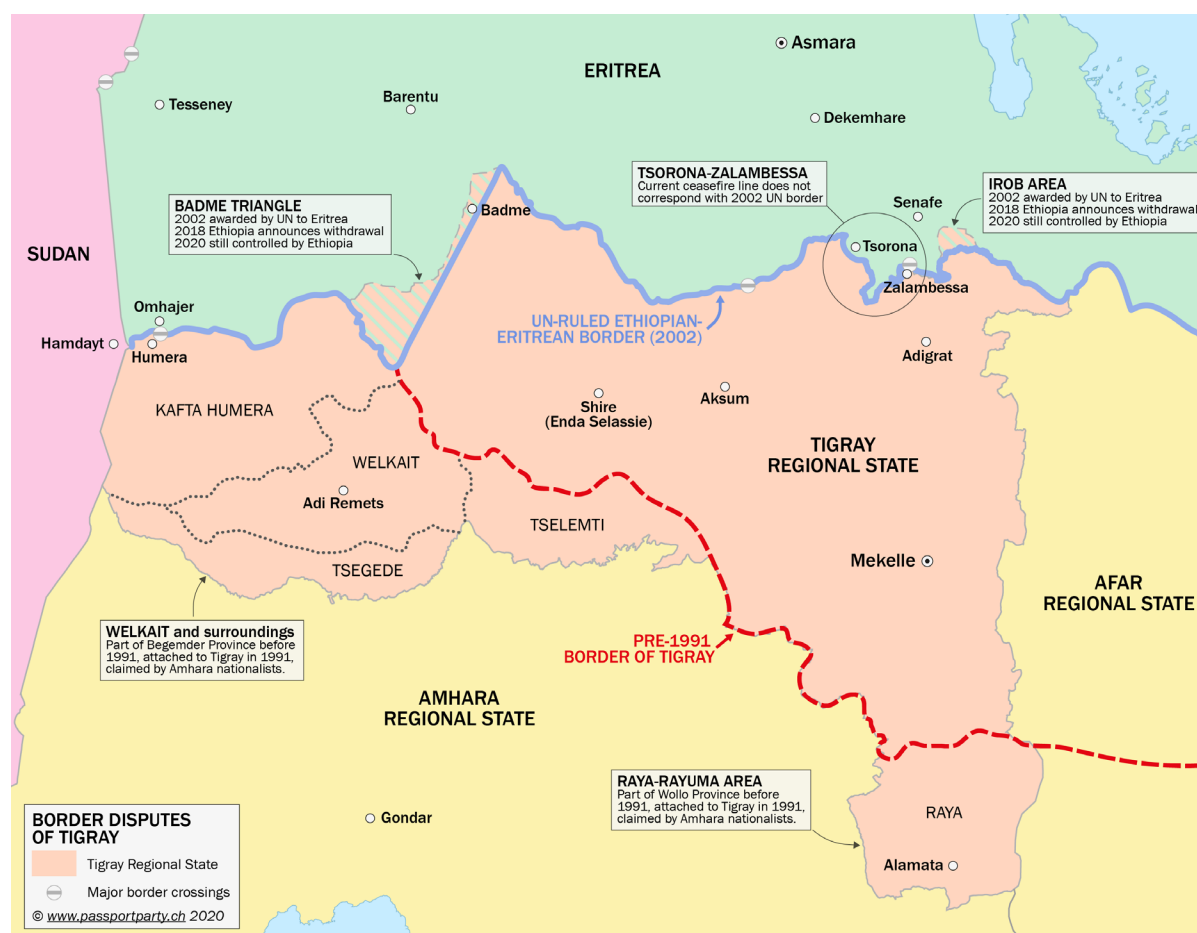 Asmara
ERITREA
Tesseney
Barentu
Dekemhare
TSORONA-ZALAMBESSA
Current ceasefire line does not
correspond with 2002 UN border
IROB AREA
2002 awarded by UN to Eritrea
2018 Ethiopia announces withdrawal
2020 still controlled by Ethiopia
BADME TRIANGLE
2002 awarded by UN to Eritrea
2018 Ethiopia announces withdrawal
2020 still controlled by Ethiopia
Badme
Senafe
Tsorona
SUDAN
Zalambessa
Omhajer
UN-RULED ETHIOPIAN-
ERITREAN BORDER (2002)
Hamdayt
Humera
Adigrat
KAFTA HUMERA
Shire
(Enda Selassie)
Aksum
WELKAIT
TIGRAY
REGIONAL STATE
Adi Remets
TSELEMTI
TSEGEDE
Mekelle
AFAR
REGIONAL STATE
WELKAIT and surroundings
Part of Begemder Province before
1991, attached to Tigray in 1991,
claimed by Amhara nationalists.
PRE-1991
BORDER OF TIGRAY
AMHARA
REGIONAL STATE
RAYA-RAYUMA AREA
Part of Wollo Province before
1991, attached to Tigray in 1991,
claimed by Amhara nationalists.
RAYA
Alamata
Gondar
BORDER DISPUTES
OF TIGRAY
Tigray Regional State
Major border crossings
© www.passportparty.ch 2020